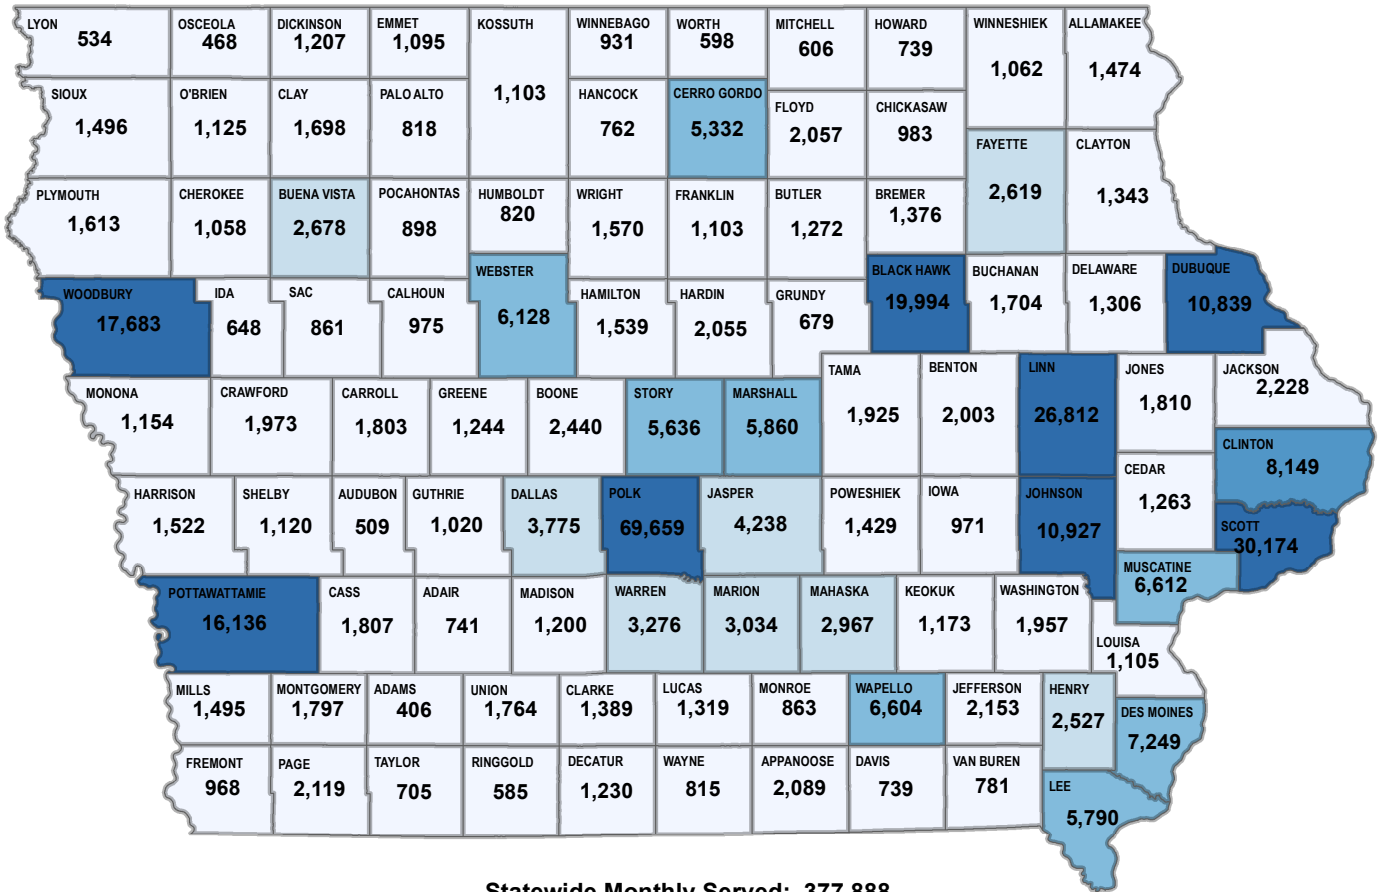 LYON
534
OSCEOLA
468
DICKINSON
1,207
EMMET
1,095
KOSSUTH
1,103
WINNEBAGO
931
WORTH
598
MITCHELL
606
HOWARD
739
WINNESHIEK
1,062
ALLAMAKEE
1,474
SIOUX
1,496
O'BRIEN
1,125
CLAY
1,698
PALO ALTO
818
HANCOCK
762
CERRO GORDO
5,332
FLOYD
2,057
CHICKASAW
983
FAYETTE
2,619
CLAYTON
1,343
PLYMOUTH
1,613
CHEROKEE
1,058
BUENA VISTA
2,678
POCAHONTAS
898
HUMBOLDT
820
WRIGHT
1,570
FRANKLIN
1,103
BUTLER
1,272
BREMER
1,376
WOODBURY
17,683
IDA
648
SAC
861
CALHOUN
975
WEBSTER
6,128
HAMILTON
1,539
HARDIN
2,055
GRUNDY
679
BLACK HAWK
19,994
BUCHANAN
1,704
DELAWARE
1,306
DUBUQUE
10,839
MONONA
1,154
CRAWFORD
1,973
CARROLL
1,803
GREENE
1,244
BOONE
2,440
STORY
5,636
MARSHALL
5,860
TAMA
1,925
BENTON
2,003
LINN
26,812
JONES
1,810
JACKSON
2,228
CLINTON
8,149
HARRISON
1,522
SHELBY
1,120
AUDUBON
509
GUTHRIE
1,020
DALLAS
3,775
POLK
69,659
JASPER
4,238
POWESHIEK
1,429
IOWA
971
JOHNSON
10,927
CEDAR
1,263
SCOTT
30,174
MUSCATINE
6,612
POTTAWATTAMIE
16,136
CASS
1,807
ADAIR
741
MADISON
1,200
WARREN
3,276
MARION
3,034
MAHASKA
2,967
KEOKUK
1,173
WASHINGTON
1,957
LOUISA
1,105
MILLS
1,495
MONTGOMERY
1,797
ADAMS
406
UNION
1,764
CLARKE
1,389
LUCAS
1,319
MONROE
863
WAPELLO
6,604
JEFFERSON
2,153
HENRY
2,527
DES MOINES
7,249
FREMONT
968
PAGE
2,119
TAYLOR
705
RINGGOLD
585
DECATUR
1,230
WAYNE
815
APPANOOSE
2,089
DAVIS
739
VAN BUREN
781
LEE
5,790
Statewide Monthly Served: 377,888